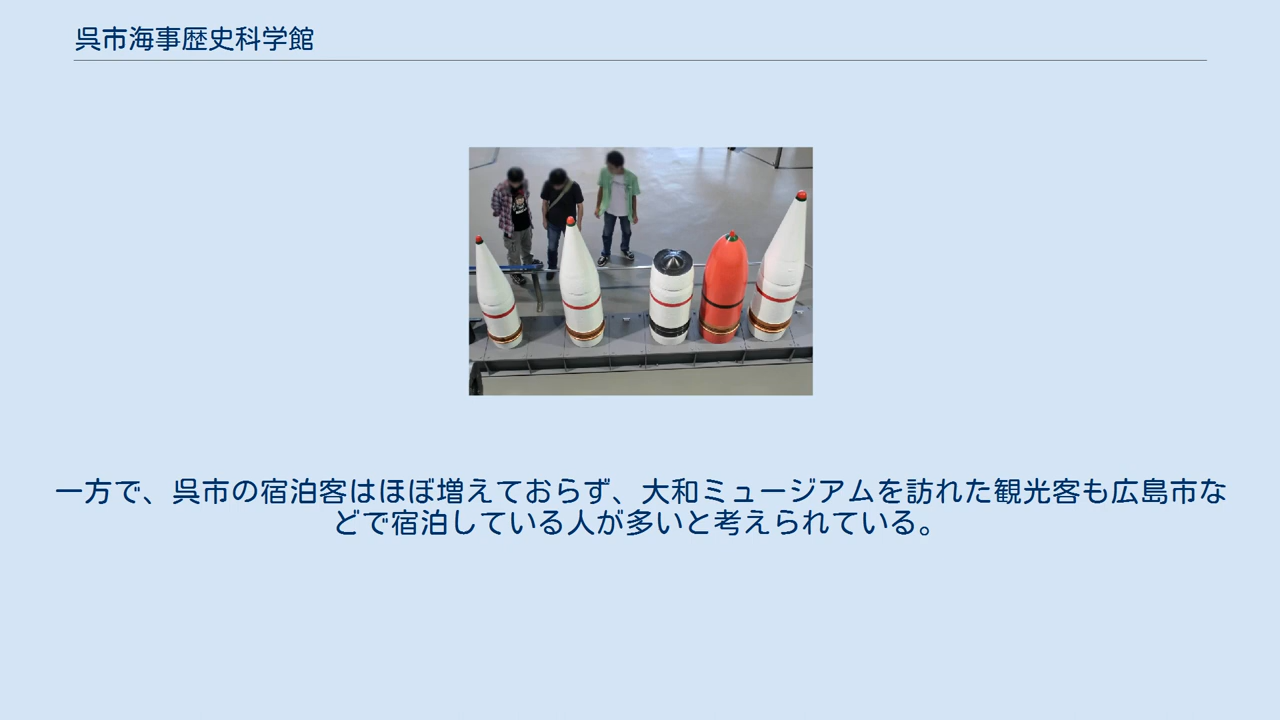 呉市海事歴史科学館
一方で、呉市の宿泊客はほぼ増えておらず、大和ミュージアムを訪れた観光客も広島市な
どで宿泊している人が多いと考えられている。